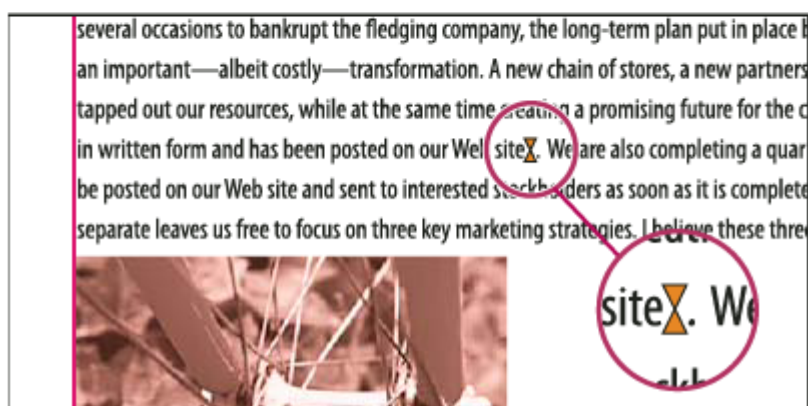 several occasions to bankrupt the fledging company, the long-term plan put in place
an important—albeit costly—transformation. A new chain of stores, a new partners
tapped out our resources, while at the same time creating a promising future for the c
in written form and has been posted on our Web site. We are also completing a quar
be posted on our Web site and sent to interested stockholders as soon as it is complete
separate leaves us free to focus on three key marketing strategies. I believe these three
site. We